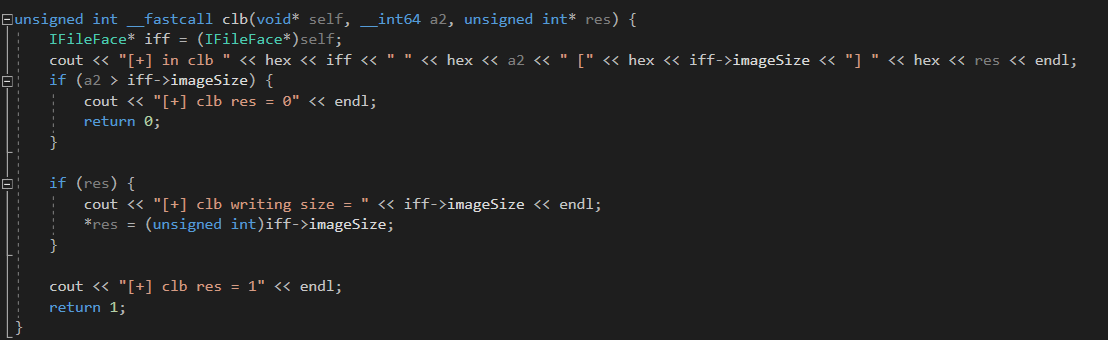 unsigned int __fastcall clb(void* self, __int64 a2, unsigned int* res) {
IFileFace* iff = (IFileFace*)self;
cout << "[+] in clb " << hex << iff << " " << hex << a2 << " [" << hex << iff->imageSize << "] " << hex << res << endl;
if (a2 > iff->imageSize) {
cout << "[+] clb res = 0" << endl;
return 0;
}
if (res) {
cout << "[+] clb writing size = " << iff->imageSize << endl;
*res = (unsigned int)iff->imageSize;
}
cout << "[+] clb res = 1" << endl;
return 1;
}